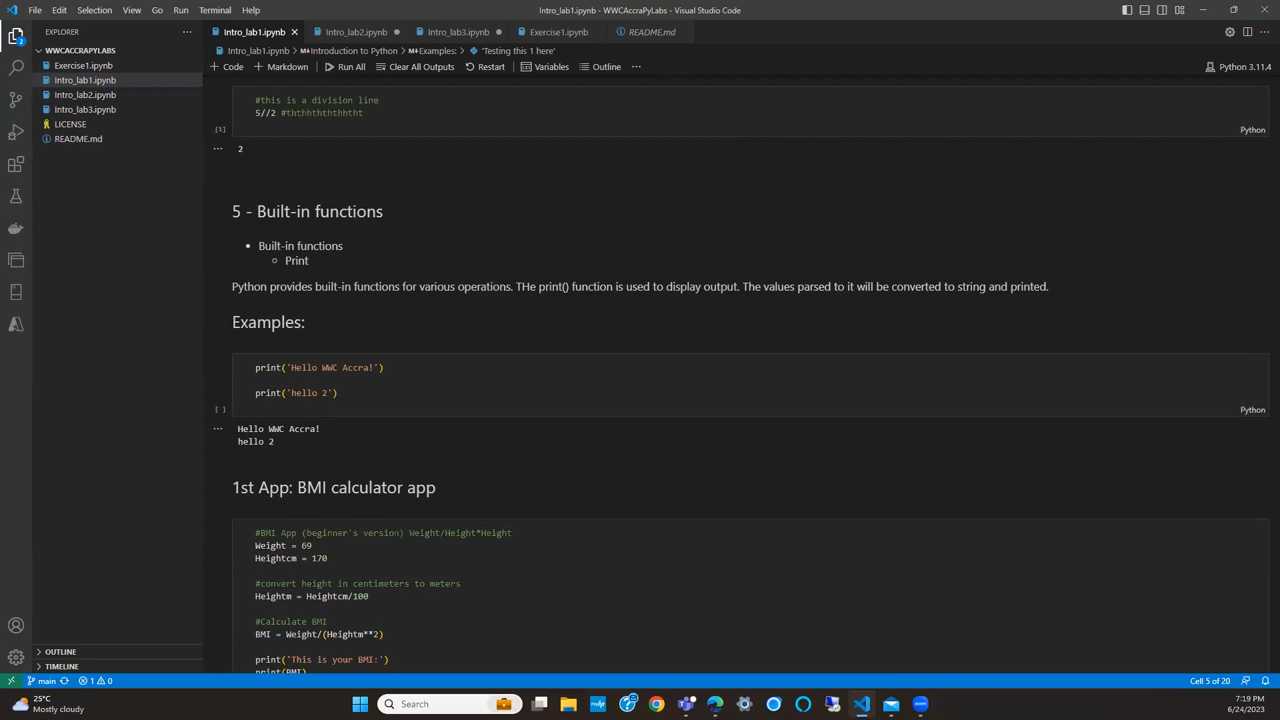 File Edit Selection View Go Run Terminal Help
Intro_lab1.ipynb - WWCAccraPyLabs - Visual Studio Code
EXPLORER
Intro_lab1.ipynb
Intro_lab2.ipynb
Intro_lab3.ipynb
Exercise1.ipynb
README.md
WWCACCRAPYLABS
Intro_lab1.ipynb > Introduction to Python > Examples: > 'Testing this 1 here'
Exercise1.ipynb
Intro_lab1.ipynb
Intro_lab2.ipynb
Intro_lab3.ipynb
LICENSE
README.md
+ Code + Markdown Run All Clear All Outputs Restart Variables Outline ...
Python 3.11.4
#this is a division line
5//2 #ththhthththhtht
[1]
Python
2
5 - Built-in functions
Built-in functions
Print
Python provides built-in functions for various operations. THe print() function is used to display output. The values parsed to it will be converted to string and printed.
Examples:
print('Hello WWC Accra!')
print('hello 2')
[ ]
Python
Hello WWC Accra!
hello 2
1st App: BMI calculator app
#BMI App (beginner's version) Weight/Height*Height
Weight = 69
Heightcm = 170
#convert height in centimeters to meters
Heightm = Heightcm/100
#Calculate BMI
BMI = Weight/(Heightm**2)
print('This is your BMI:')
print(BMI)
OUTLINE
TIMELINE
main
1 0
Cell 5 of 20
2
25°C
Mostly cloudy
Search
7:19 PM
6/24/2023